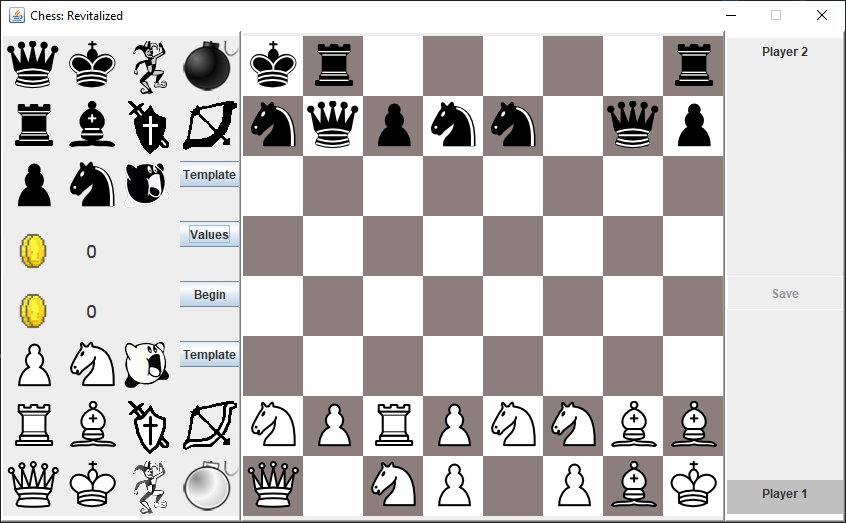 Chess: Revitalized
Player 2
Template
Values
0
Begin
Save
0
Template
Player 1